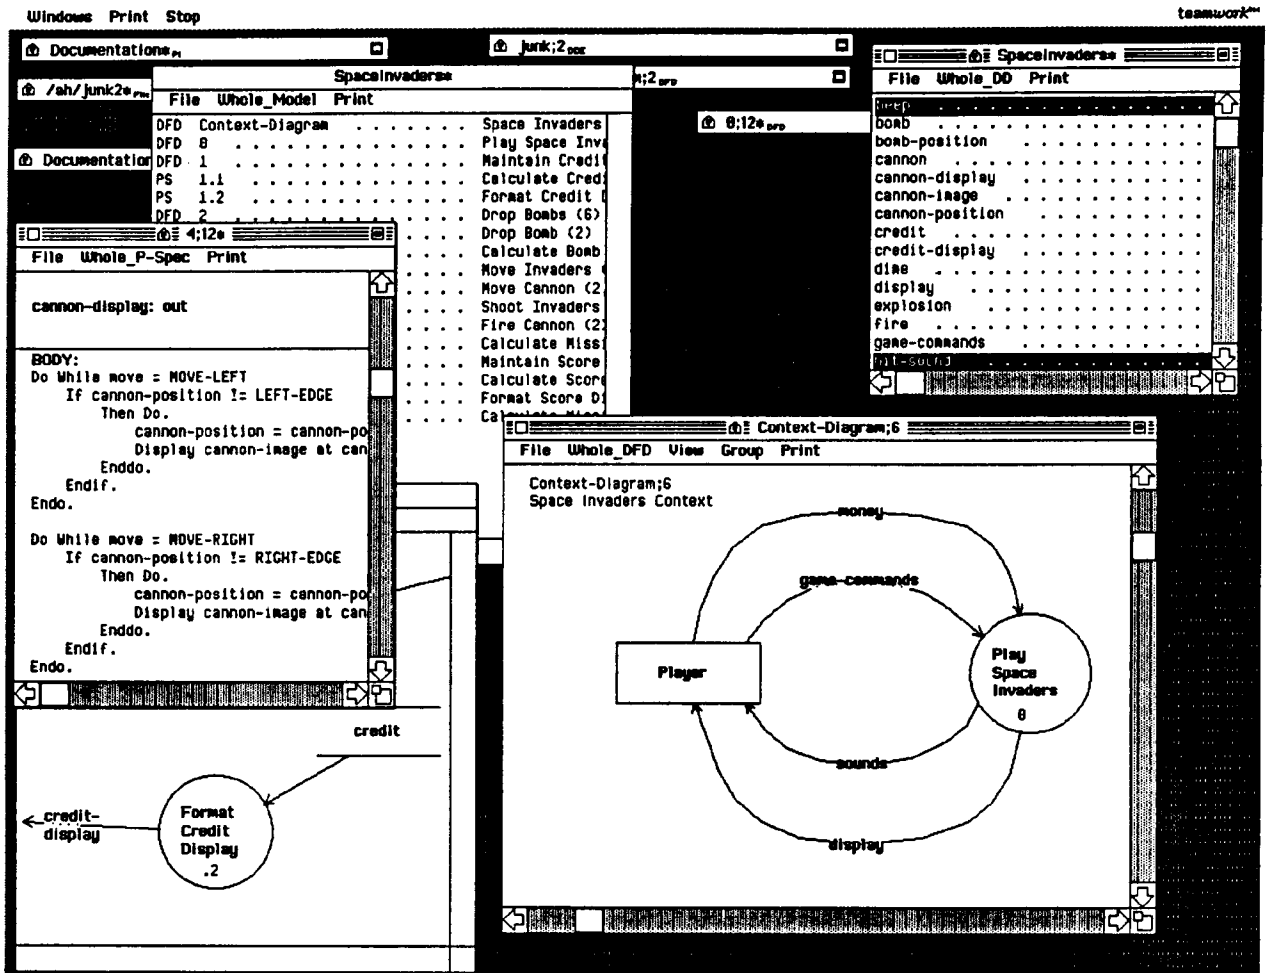 Windows Print Stop
teamwork™
Documentation*
junk;2
/ah/junk2*
;2
0;12*
Documentation
SpaceInvaders*
File Whole_Model Print
DFD Context-Diagram . . . . . . . Space Invaders
DFD 0 . . . . . . . . . . . . . Play Space Inva
DFD 1 . . . . . . . . . . . . . Maintain Credit
PS 1.1 . . . . . . . . . . . . Calculate Credi
PS 1.2 . . . . . . . . . . . . Format Credit
DFD 2 . . . . . . . . . . . . . Drop Bombs (6)
Drop Bomb (2)
Calculate Bomb
Move Invaders
Move Cannon (2
Shoot Invaders
Fire Cannon (2)
Calculate Missi
Maintain Score
Calculate Score
Format Score Di
SpaceInvaders*
File Whole_DD Print
beep
bomb
bomb-position
cannon
cannon-display
cannon-image
cannon-position
credit
credit-display
dime
display
explosion
fire
game-commands
hit-sound
4;12*
File Whole_P-Spec Print
cannon-display: out
BODY:
Do While move = MOVE-LEFT
If cannon-position != LEFT-EDGE
Then Do.
cannon-position = cannon-po
Display cannon-image at can
Enddo.
Endif.
Endo.
Do While move = MOVE-RIGHT
If cannon-position != RIGHT-EDGE
Then Do.
cannon-position = cannon-po
Display cannon-image at can
Enddo.
Endif.
Endo.
credit
credit-
display
Format
Credit
Display
.2
Context-Diagram;6
File Whole_DFD View Group Print
Context-Diagram;6
Space Invaders Context
money
game-commands
Player
Play
Space
Invaders
0
sounds
display